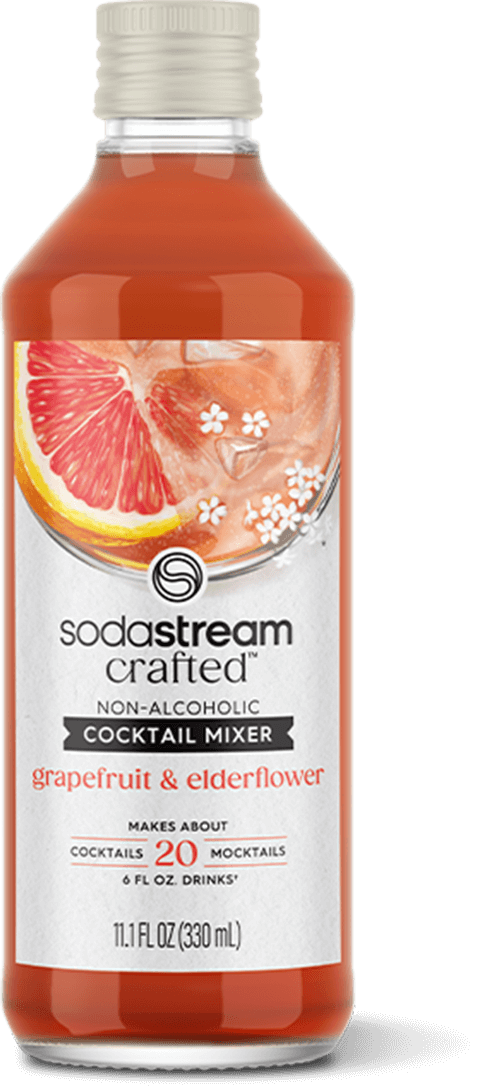 sodastream
crafted™
NON-ALCOHOLIC
COCKTAIL MIXER
grapefruit & elderflower
MAKES ABOUT
COCKTAILS 20 MOCKTAILS
6 FL OZ. DRINKS†
11.1 FL OZ (330 mL)